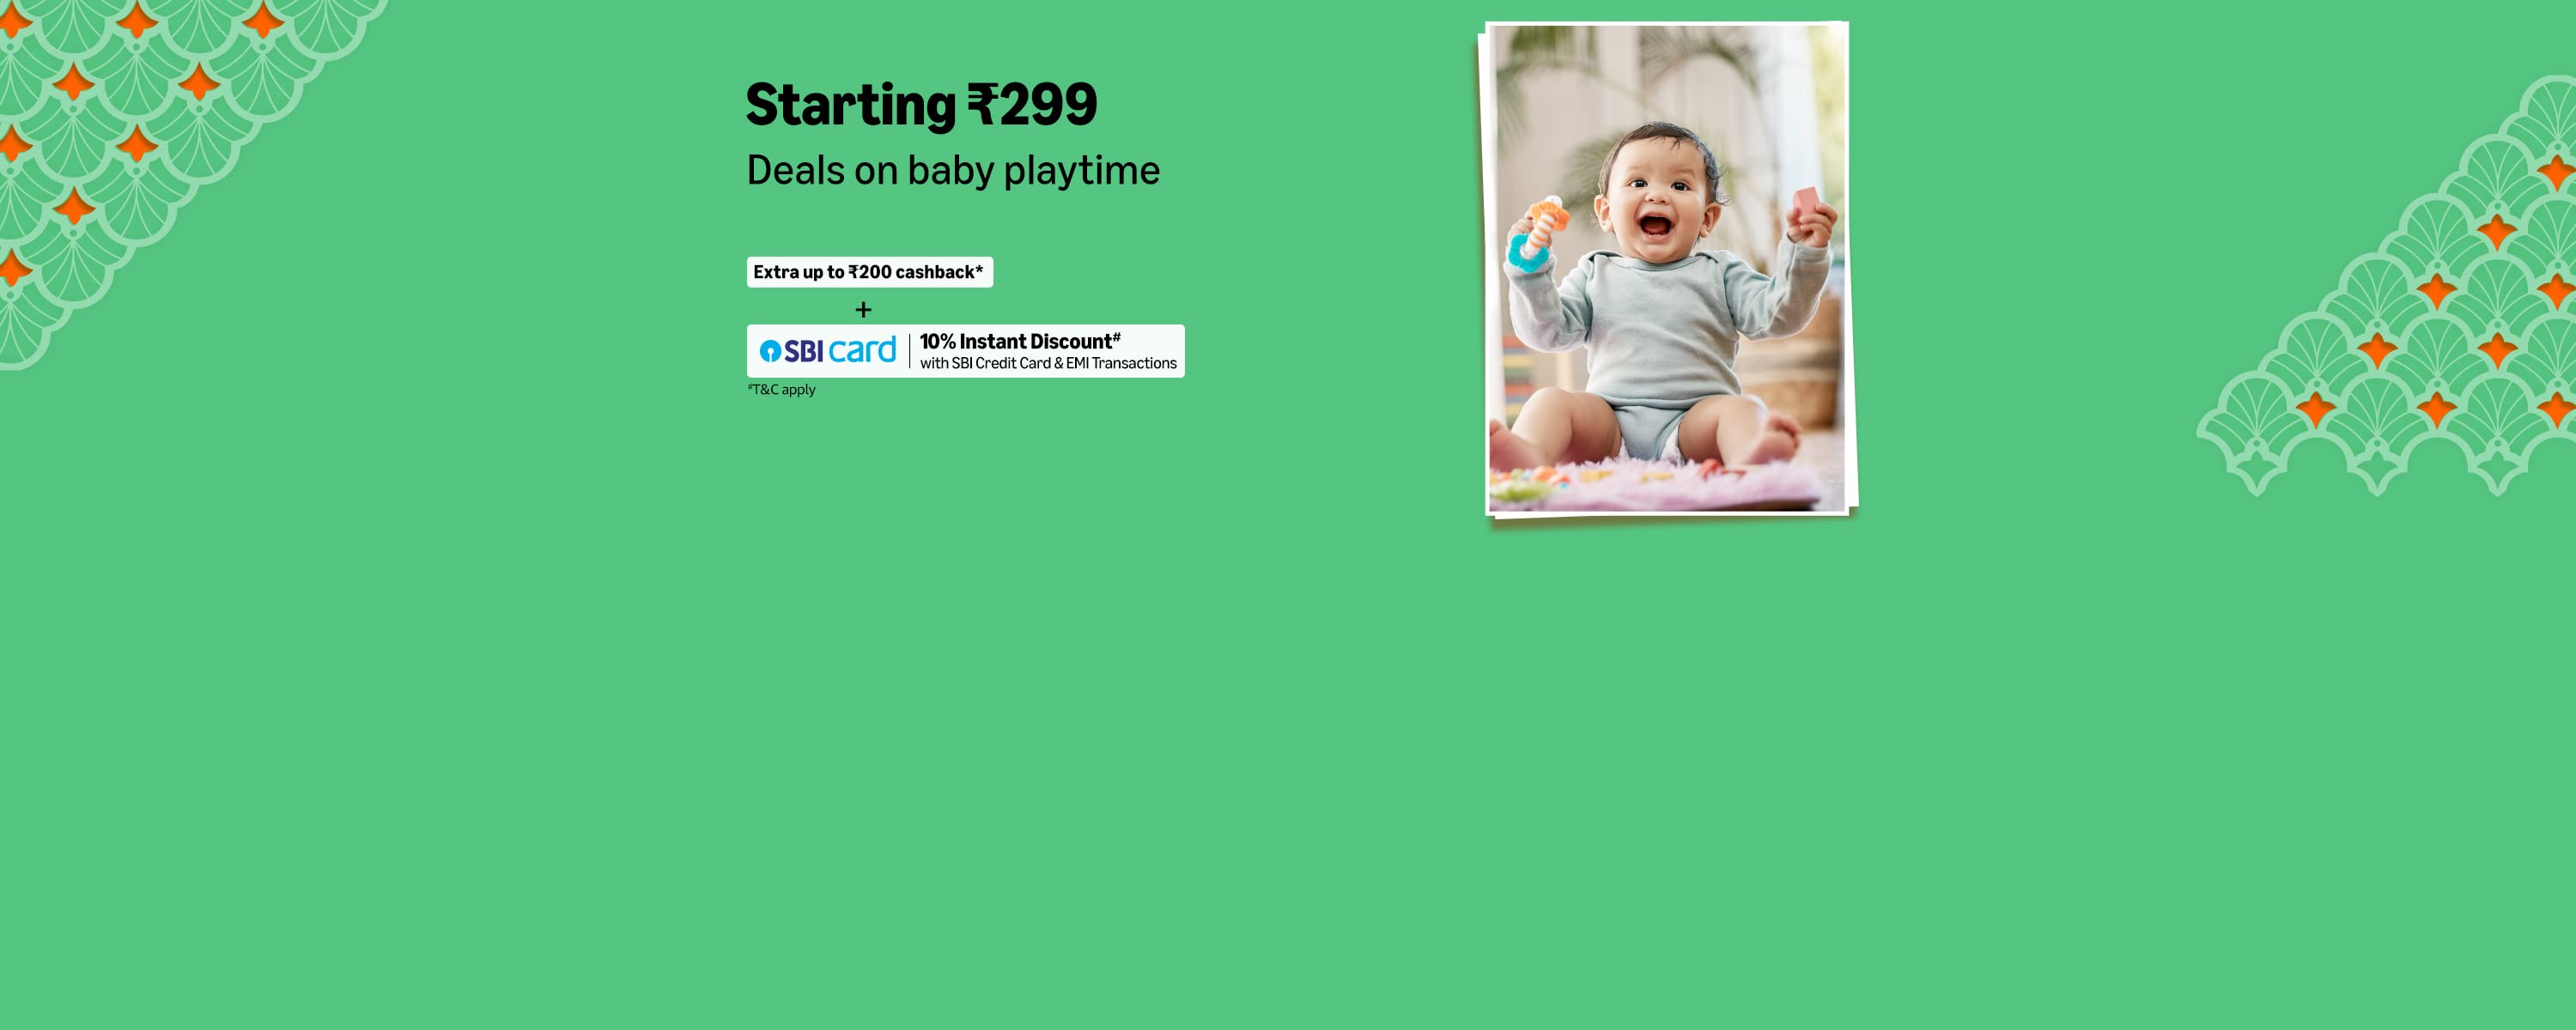 Starting ₹299
Deals on baby playtime
Extra up to ₹200 cashback*
+
SBI card
10% Instant Discount#
with SBI Credit Card & EMI Transactions
#T&C apply